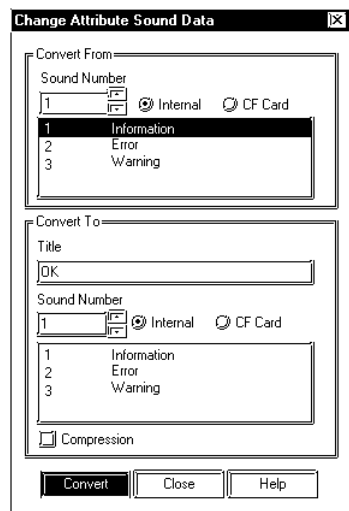 Change Attribute Sound Data
Convert From
Sound Number
1 Internal CF Card
1 Information
2 Error
3 Warning
Convert To
Title
OK
Sound Number
1 Internal CF Card
1 Information
2 Error
3 Warning
Compression
Convert Close Help